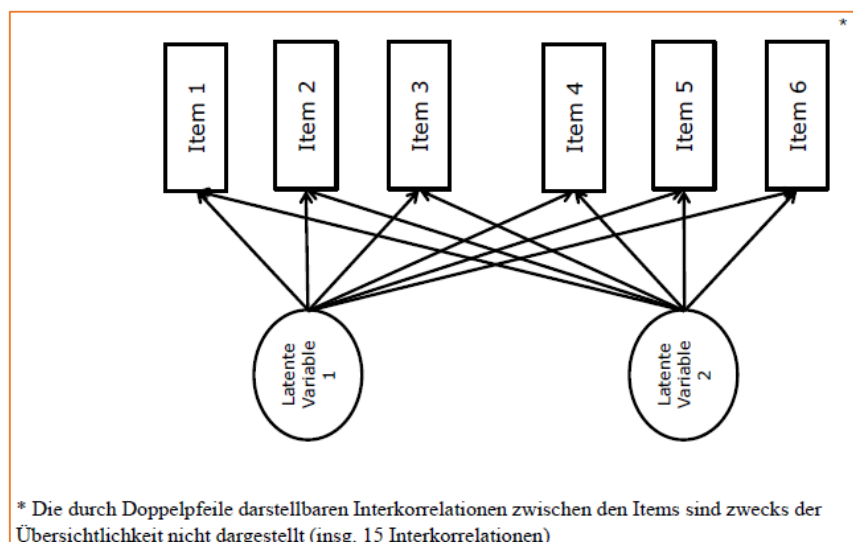 *
Item 1
Item 2
Item 3
Item 4
Item 5
Item 6
Latente
Variable
1
Latente
Variable
2
* Die durch Doppelpfeile darstellbaren Interkorrelationen zwischen den Items sind zwecks der
Übersichtlichkeit nicht dargestellt (insg. 15 Interkorrelationen)